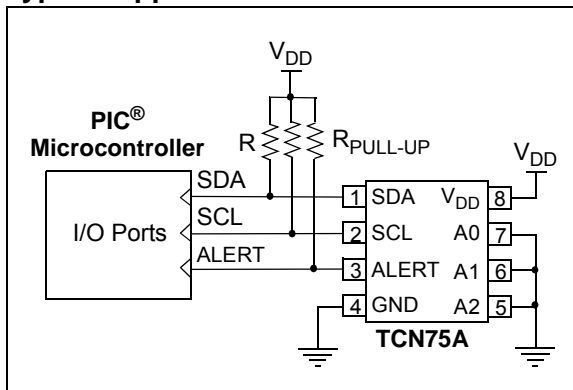 V_DD
PIC®
Microcontroller
R
R_PULL-UP
V_DD
SDA
1 SDA
V_DD 8
I/O Ports
SCL
2 SCL
A0 7
ALERT
3 ALERT
A1 6
4 GND
A2 5
TCN75A